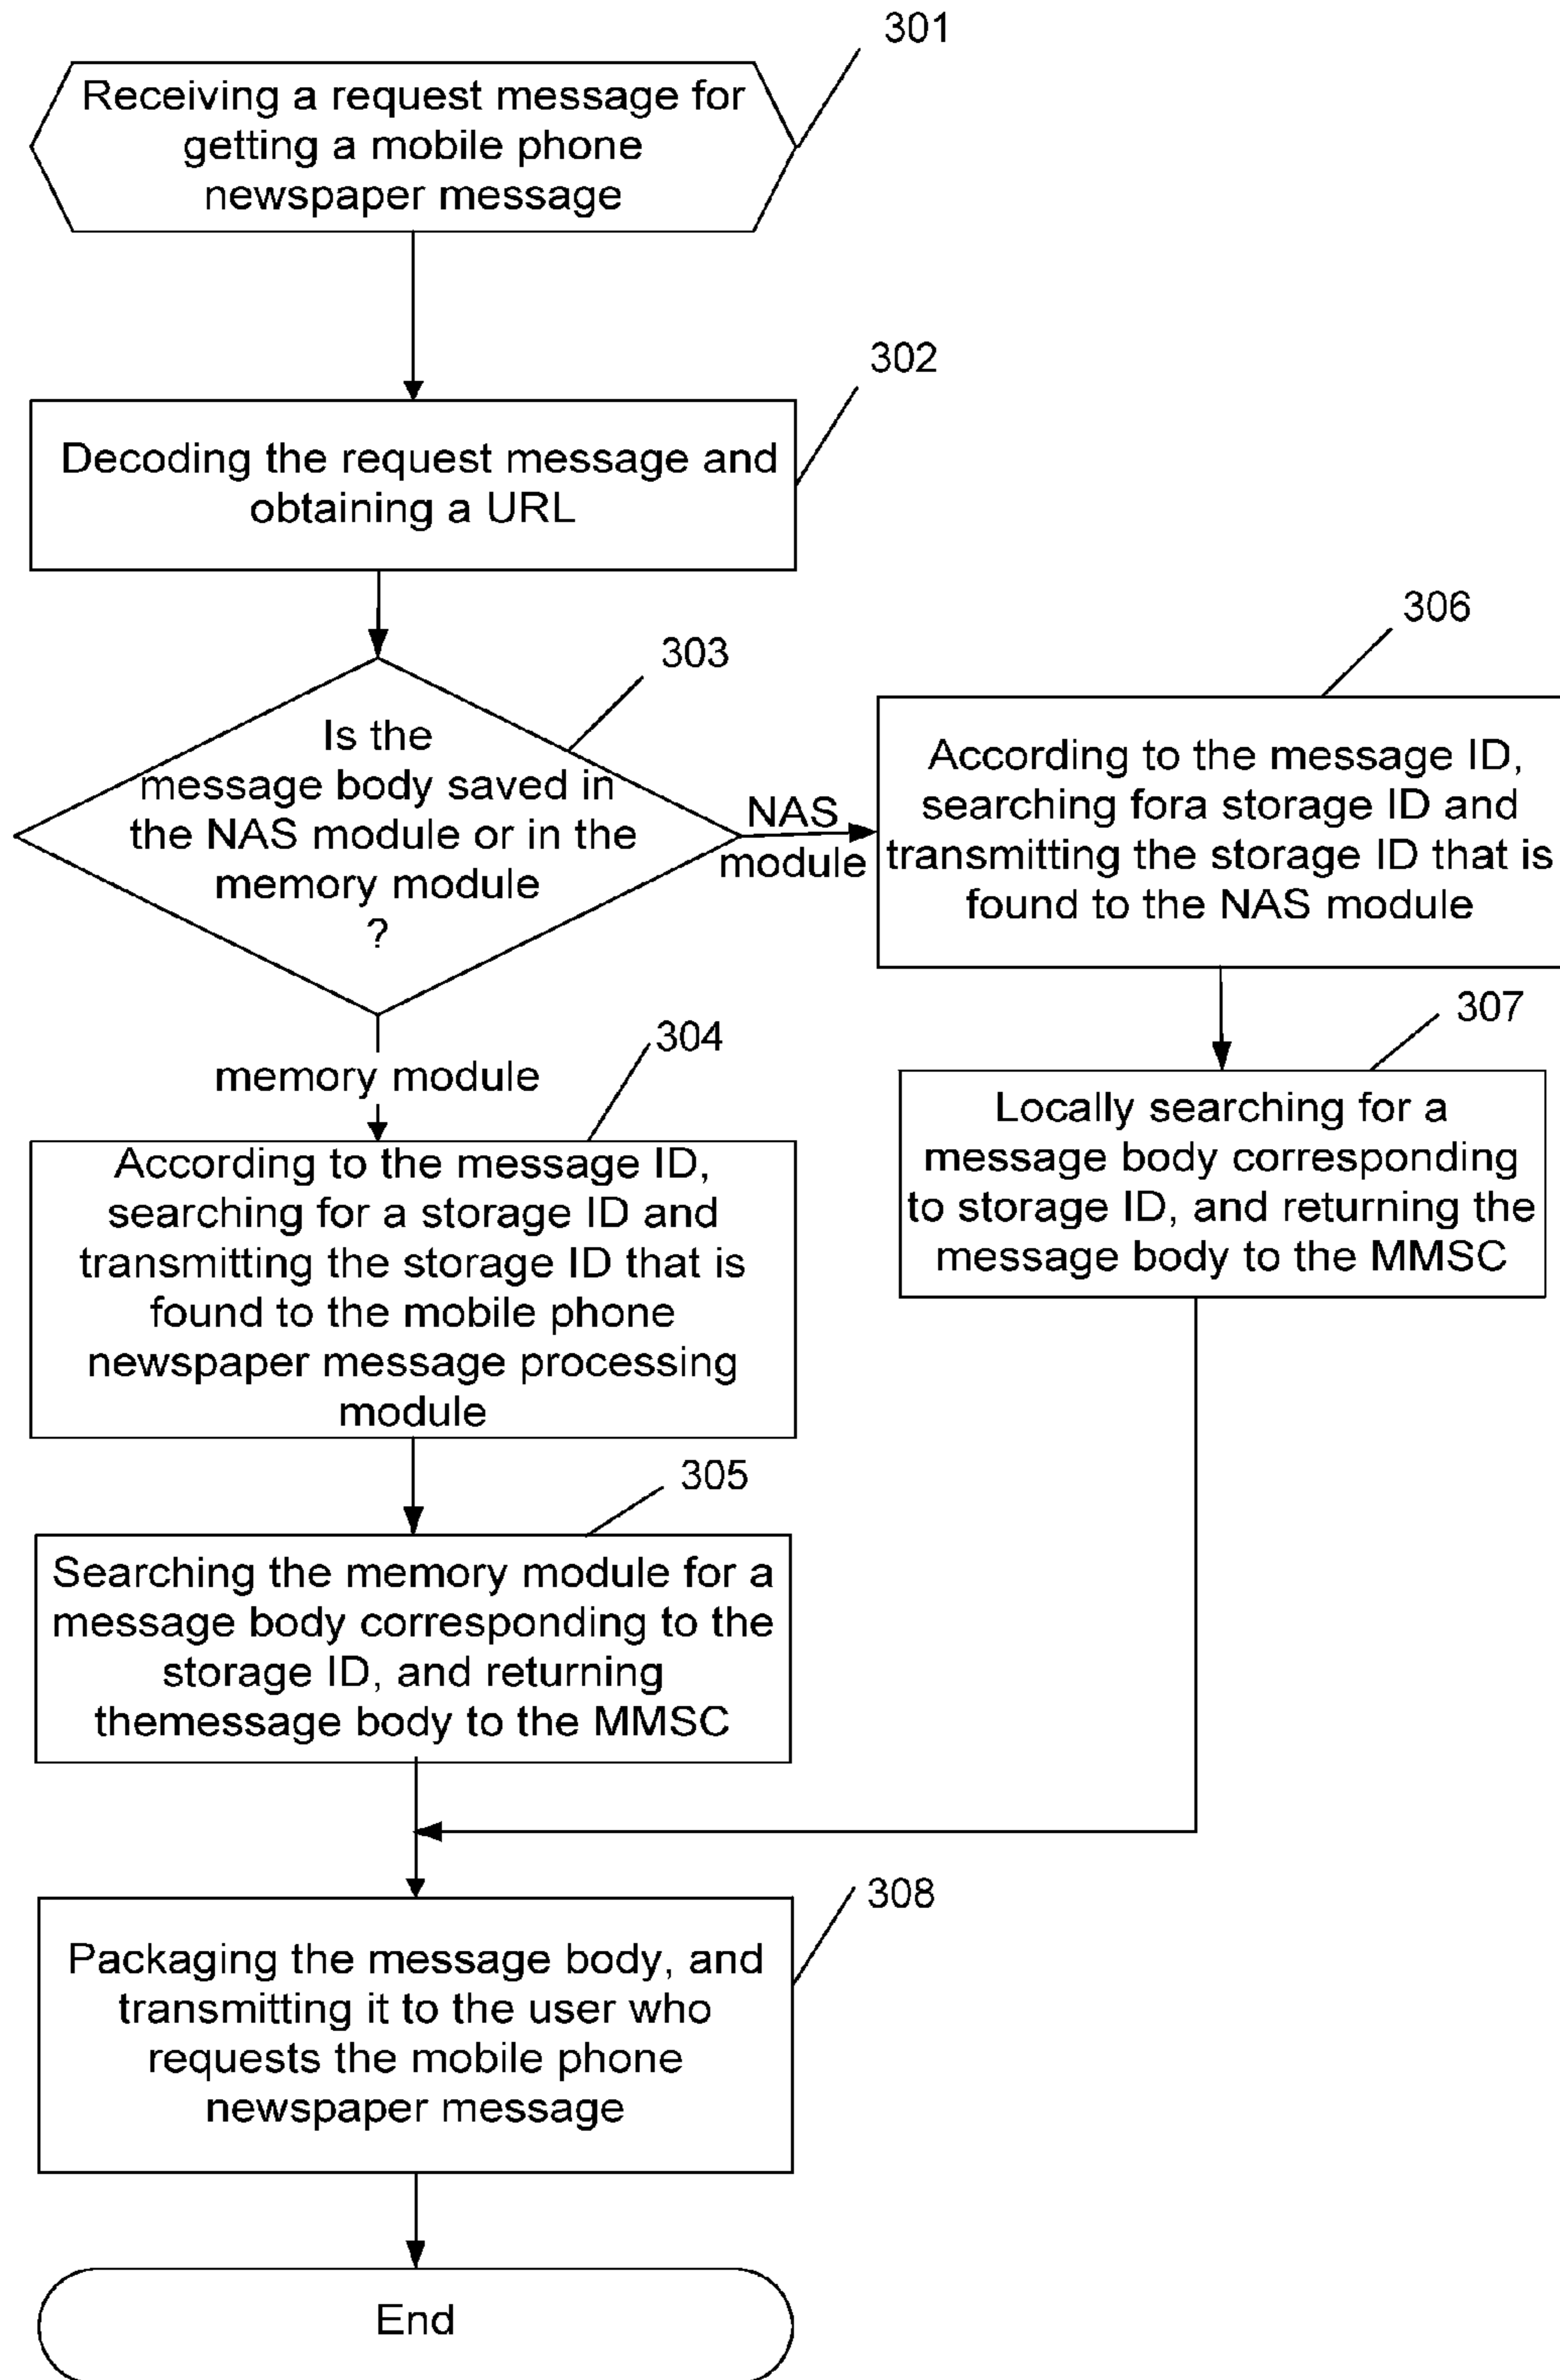 301
Receiving a request message for
getting a mobile phone
newspaper message
302
Decoding the request message and
obtaining a URL
303
Is the
message body saved in
the NAS module or in the
memory module
?
NAS
module
306
According to the message ID,
searching fora storage ID and
transmitting the storage ID that is
found to the NAS module
307
Locally searching for a
message body corresponding
to storage ID, and returning the
message body to the MMSC
memory module
304
According to the message ID,
searching for a storage ID and
transmitting the storage ID that is
found to the mobile phone
newspaper message processing
module
305
Searching the memory module for a
message body corresponding to the
storage ID, and returning
themessage body to the MMSC
308
Packaging the message body, and
transmitting it to the user who
requests the mobile phone
newspaper message
End